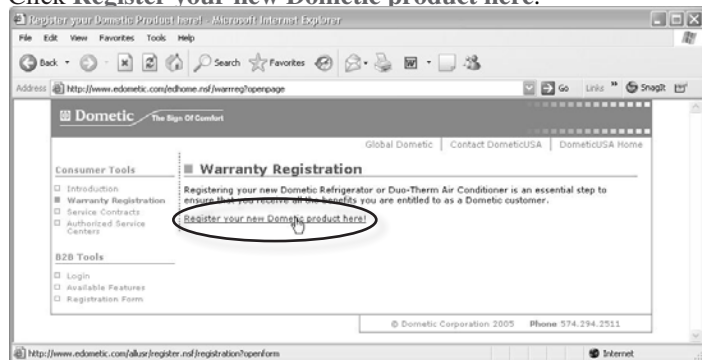 Click Register your new Dometic product here!
Register your Dometic Product here! - Microsoft Internet Explorer
File Edit View Favorites Tools Help
Back Search Favorites
Address http://www.edometic.com/edhome.nsf/warrreg?openpage Go Links » SnagIt
Dometic The Sign Of Comfort
Global Dometic | Contact DometicUSA | DometicUSA Home
Consumer Tools
Introduction
Warranty Registration
Service Contracts
Authorized Service
Centers
B2B Tools
Login
Available Features
Registration Form
Warranty Registration
Registering your new Dometic Refrigerator or Duo-Therm Air Conditioner is an essential step to
ensure that you receive all the benefits you are entitled to as a Dometic customer.
Register your new Dometic product here!
© Dometic Corporation 2005 Phone 574.294.2511
http://www.edometic.com/allusr/register.nsf/registration?openform Internet